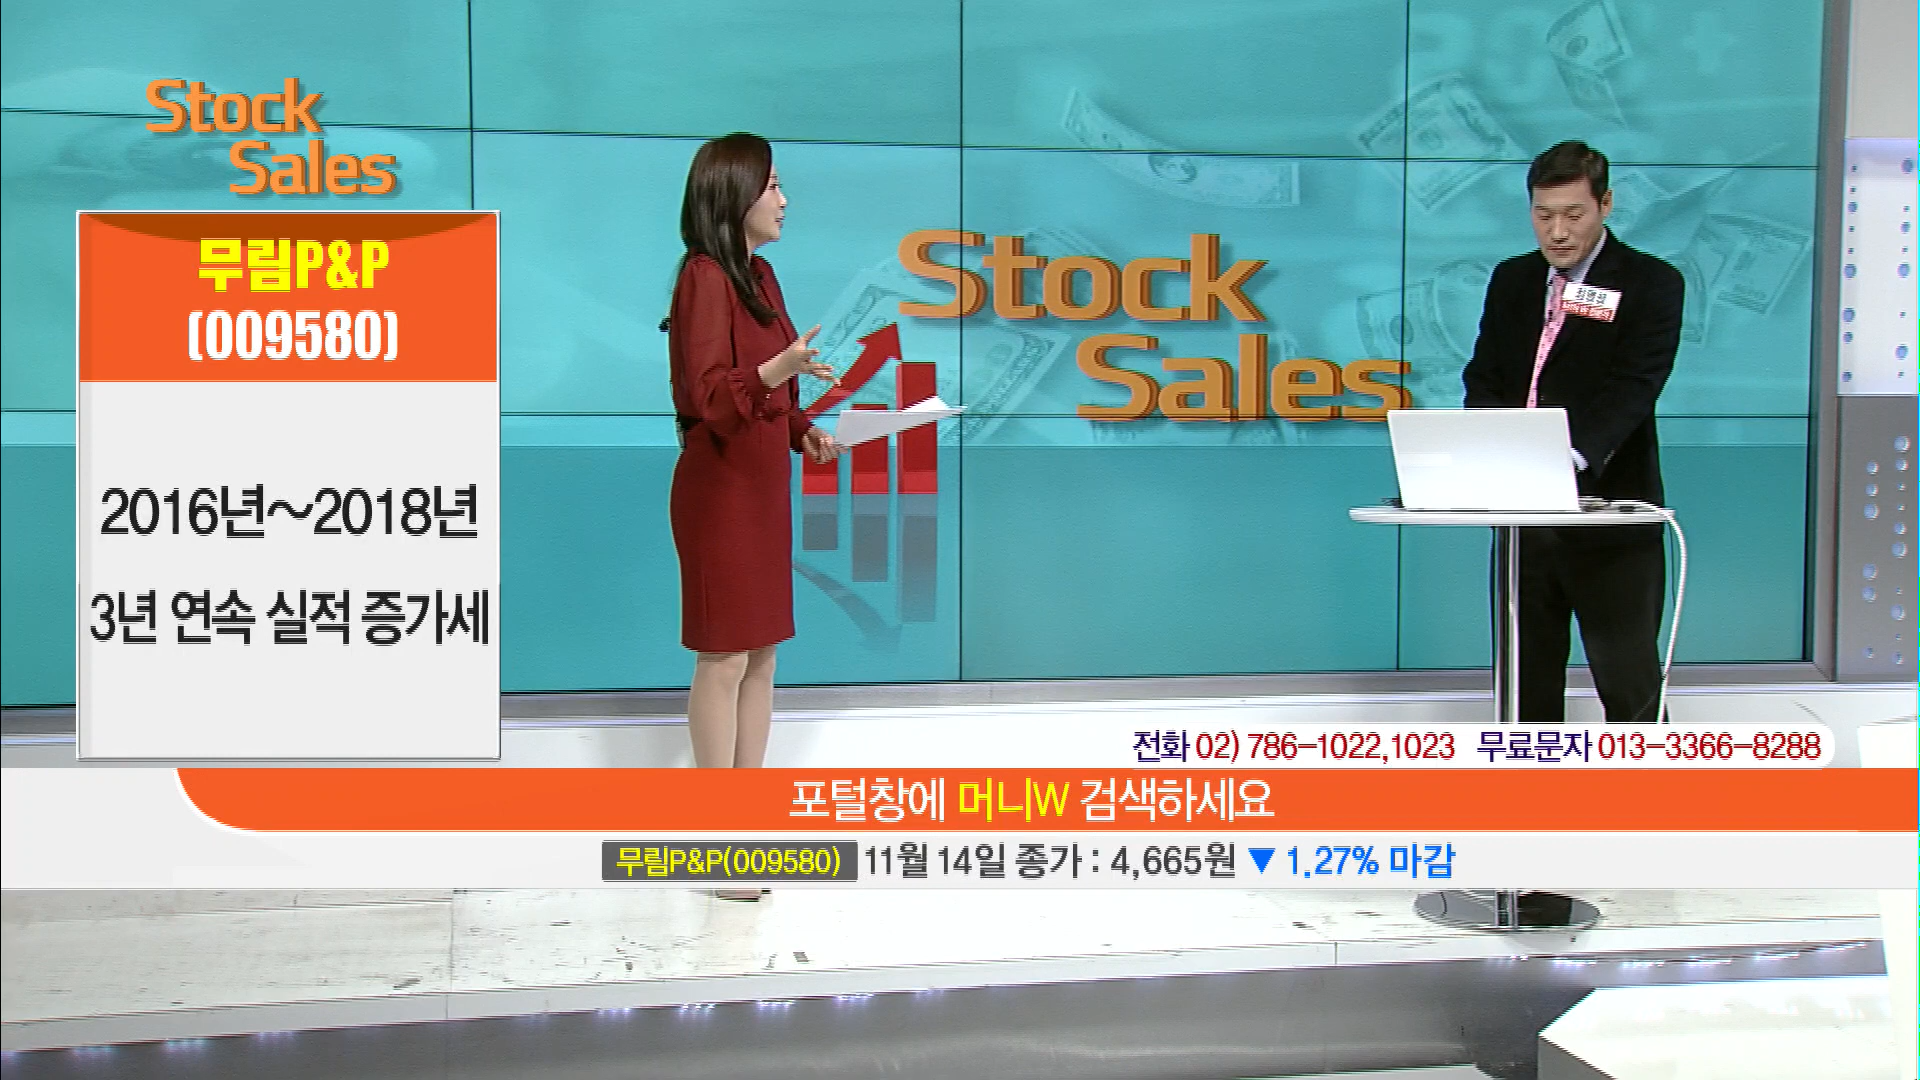 Stock
Sales
무림P&P
(009580)
2016년~2018년
3년 연속 실적 증가세
Stock
Sales
전화 02) 786-1022,1023 무료문자 013-3366-8288
포털창에 머니W 검색하세요
무림P&P(009580) 11월 14일 종가 : 4,665원 ▼ 1.27% 마감